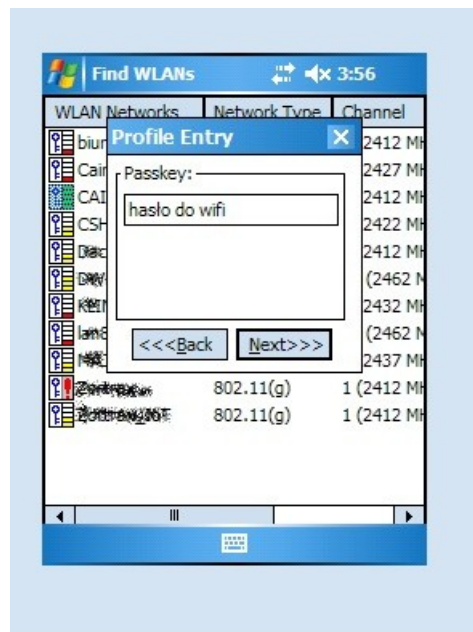 Find WLANs 3:56
WLAN Networks Network Type Channel
Profile Entry
Passkey:
hasło do wifi
<<<Back Next>>>
2412 MH
2427 MH
CAI 2412 MH
CSH 2422 MH
2412 MH
(2462 M
2432 MH
(2462 M
2437 MH
802.11(g) 1 (2412 MH
802.11(g) 1 (2412 MH